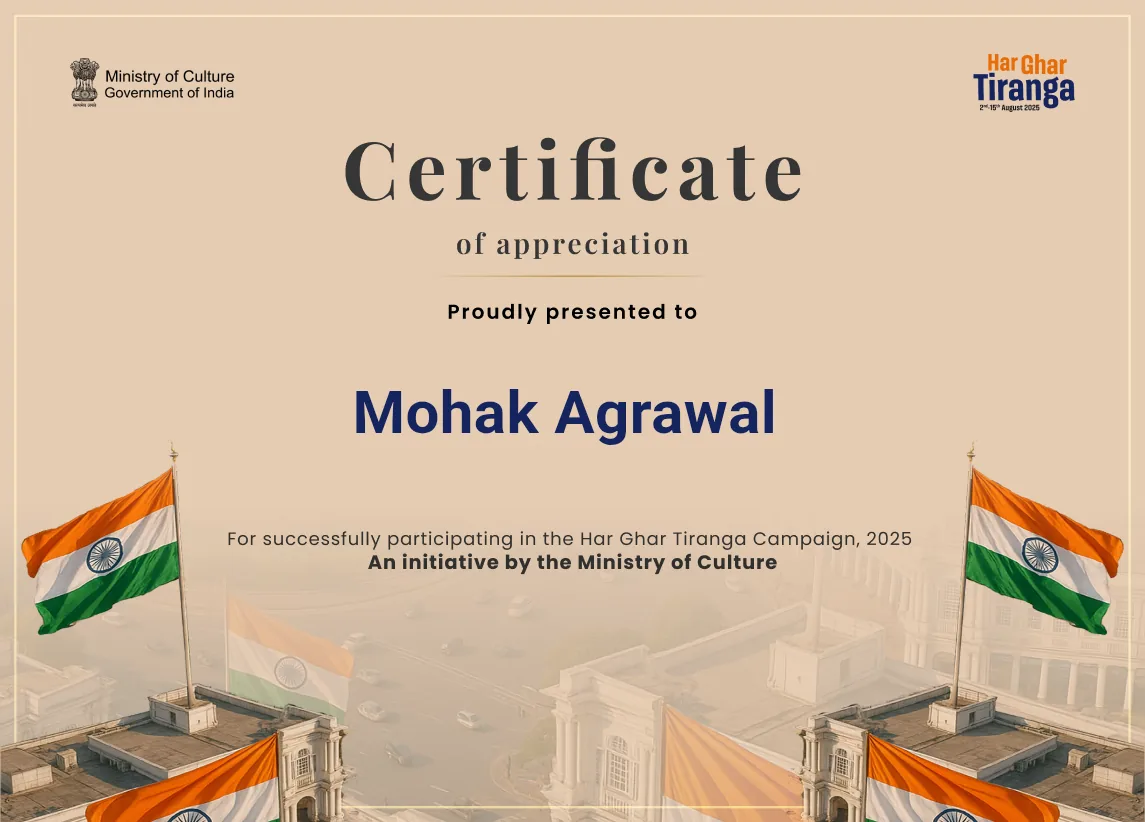 Ministry of Culture
Government of India
Har Ghar
Tiranga
2nd-15th August 2025
Certificate
of appreciation
Proudly presented to
Mohak Agrawal
For successfully participating in the Har Ghar Tiranga Campaign, 2025
An initiative by the Ministry of Culture